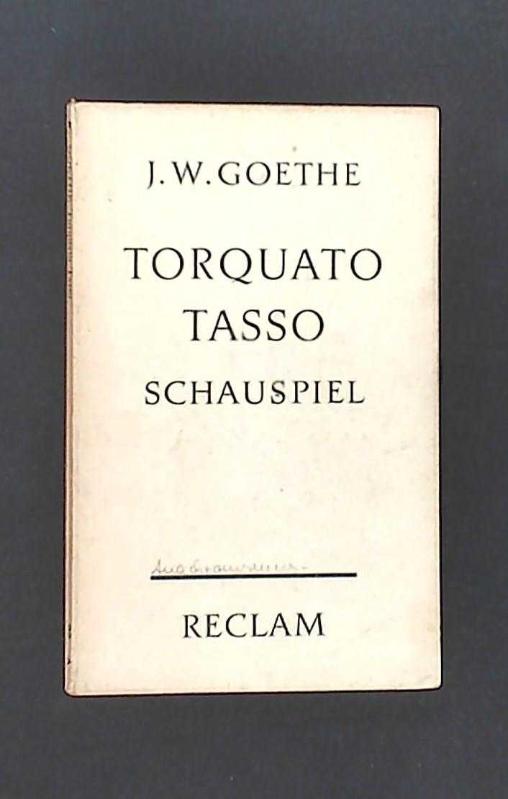 J. W. GOETHE
TORQUATO
TASSO
SCHAUSPIEL
RECLAM